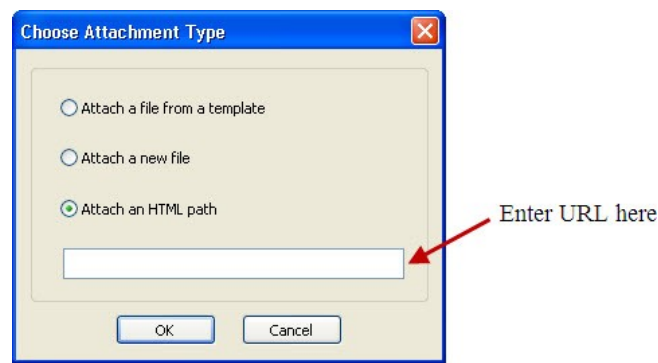 Choose Attachment Type
Attach a file from a template
Attach a new file
Attach an HTML path
Enter URL here
OK Cancel